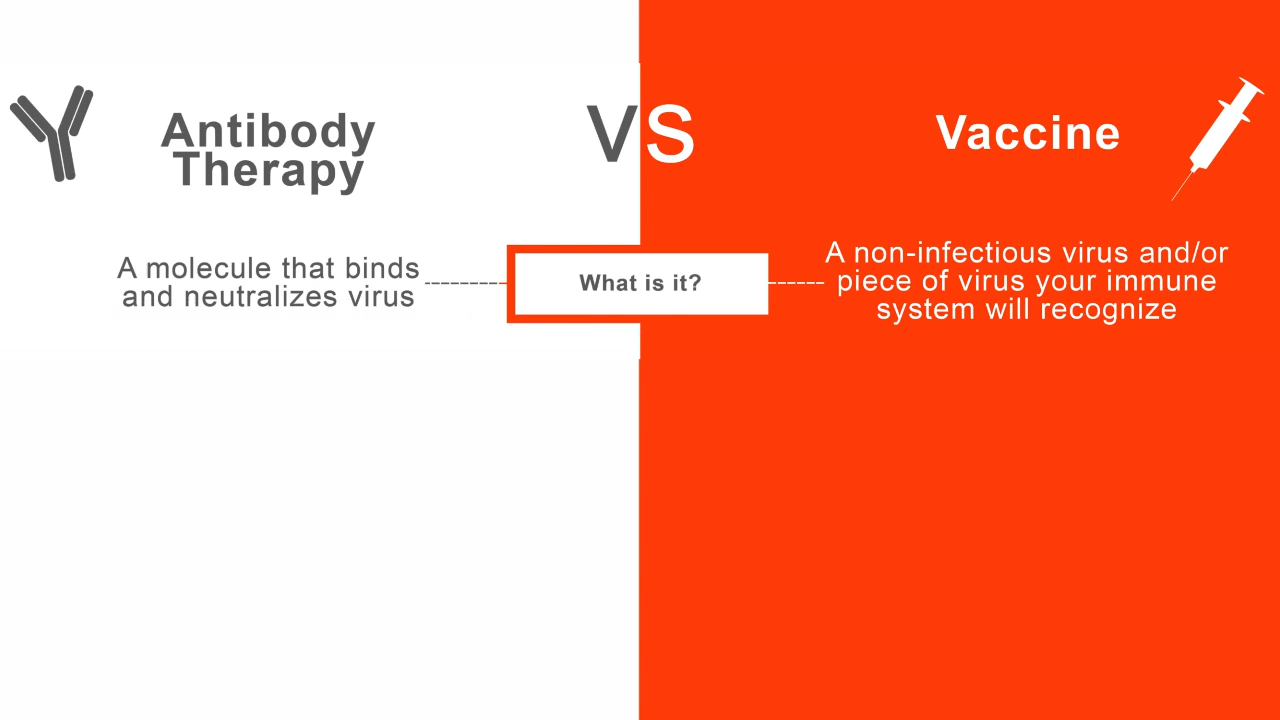 Antibody
Therapy
VS
Vaccine
A molecule that binds
and neutralizes virus
What is it?
A non-infectious virus and/or
piece of virus your immune
system will recognize